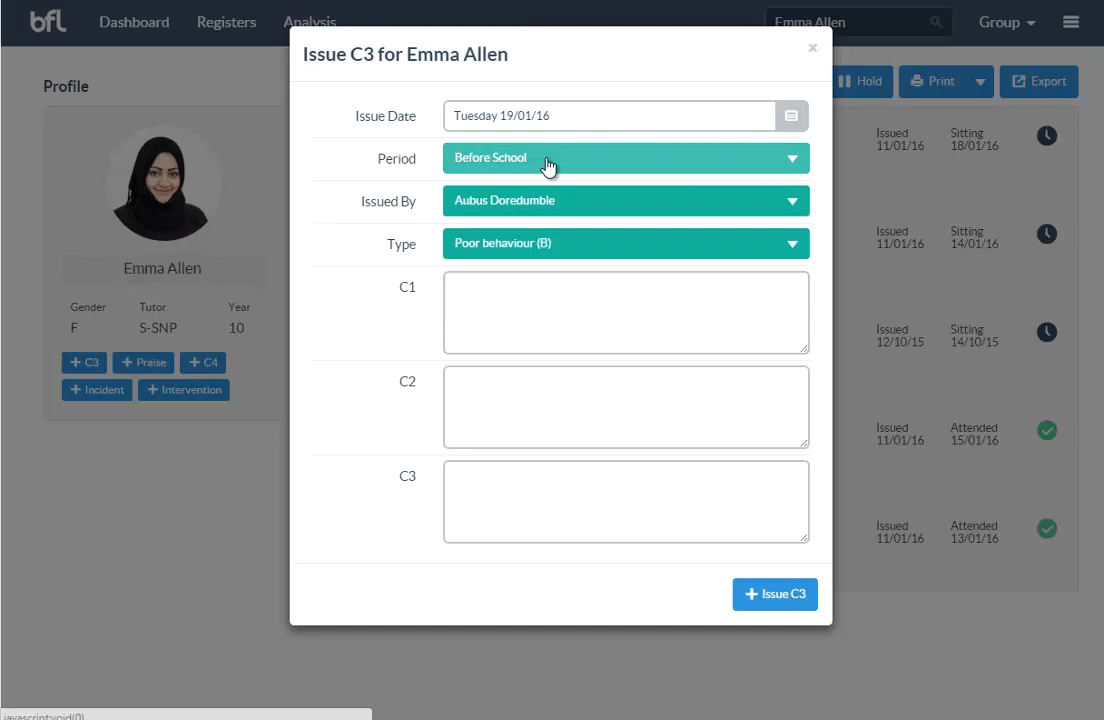 bfl Dashboard Registers Analysis Emma Allen Group
Issue C3 for Emma Allen ×
Profile
Hold Print Export
Issue Date Tuesday 19/01/16
Period Before School
Issued By Aubus Doredumble
Type Poor behaviour (B)
C1
C2
C3
+ Issue C3
Emma Allen
Gender Tutor Year
F S-SNP 10
+ C3 + Praise + C4
+ Incident + Intervention
Issued Sitting
11/01/16 18/01/16
Issued Sitting
11/01/16 14/01/16
Issued Sitting
12/10/15 14/10/15
Issued Attended
11/01/16 15/01/16
Issued Attended
11/01/16 13/01/16
javascript:void(0)